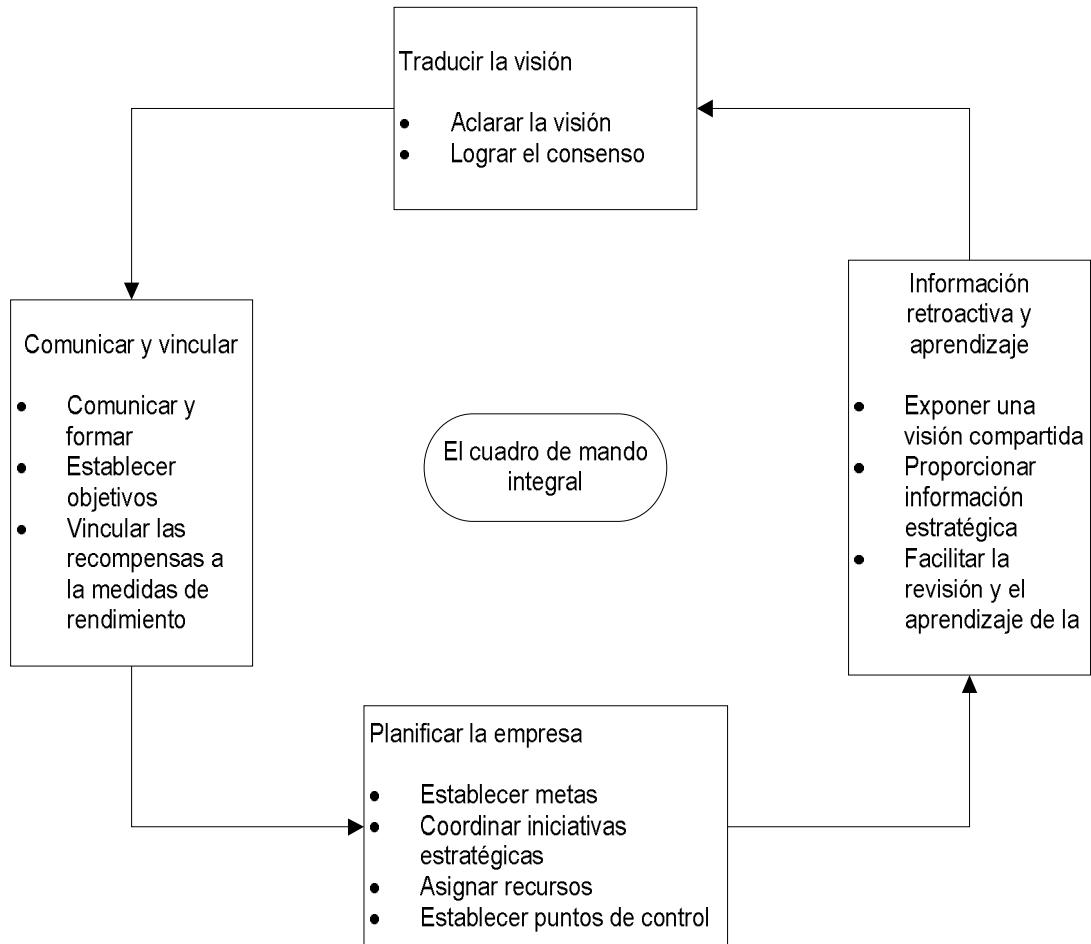 Traducir la visión
• Aclarar la visión
• Lograr el consenso
Comunicar y vincular
• Comunicar y
formar
• Establecer
objetivos
• Vincular las
recompensas a
la medidas de
rendimiento
El cuadro de mando
integral
Información
retroactiva y
aprendizaje
• Exponer una
visión compartida
• Proporcionar
información
estratégica
• Facilitar la
revisión y el
aprendizaje de la
Planificar la empresa
• Establecer metas
• Coordinar iniciativas
estratégicas
• Asignar recursos
• Establecer puntos de control